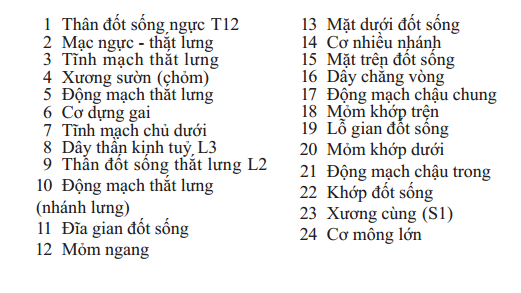 1 Thân đốt sống ngực T12
2 Mạc ngực - thắt lưng
3 Tĩnh mạch thắt lưng
4 Xương sườn (chỏm)
5 Động mạch thắt lưng
6 Cơ dựng gai
7 Tĩnh mạch chủ dưới
8 Dây thần kinh tuỷ L3
9 Thân đốt sống thắt lưng L2
10 Động mạch thắt lưng
(nhánh lưng)
11 Đĩa gian đốt sống
12 Mỏm ngang
13 Mặt dưới đốt sống
14 Cơ nhiều nhánh
15 Mặt trên đốt sống
16 Dây chằng vòng
17 Động mạch chậu chung
18 Mỏm khớp trên
19 Lỗ gian đốt sống
20 Mỏm khớp dưới
21 Động mạch chậu trong
22 Khớp đốt sống
23 Xương cùng (S1)
24 Cơ mông lớn